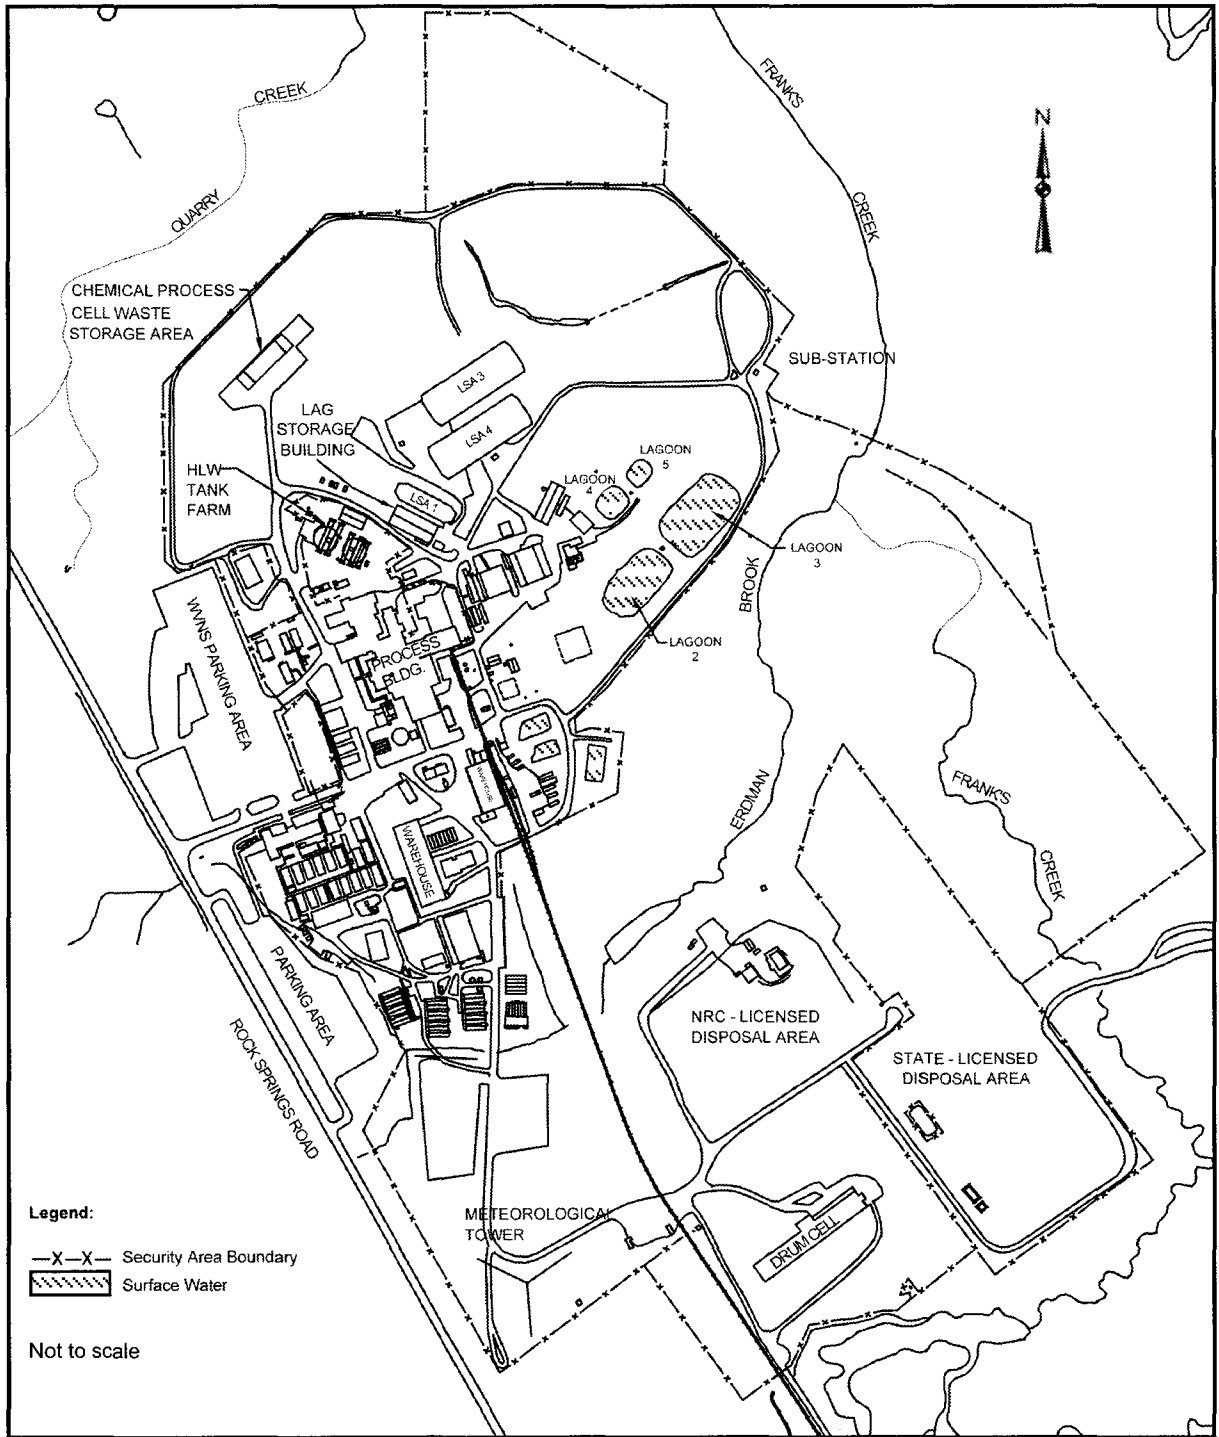 FRANK'S
CREEK
N
CREEK
QUARRY
CREEK
CHEMICAL PROCESS
CELL WASTE
STORAGE AREA
SUB-STATION
LSA 3
LAG
STORAGE
BUILDING
LSA 4
LAGOON
5
LAGOON
4
HLW
TANK
FARM
LSA 1
LAGOON
3
BROOK
WVNS PARKING AREA
PROCESS
BLDG.
LAGOON
2
WAREHOUSE
ERDMAN
FRANK'S
CREEK
WAREHOUSE
PARKING AREA
NRC - LICENSED
DISPOSAL AREA
STATE - LICENSED
DISPOSAL AREA
ROCK SPRINGS ROAD
METEOROLOGICAL
TOWER
DRUM CELL
Legend:
—X—X— Security Area Boundary
Surface Water
Not to scale